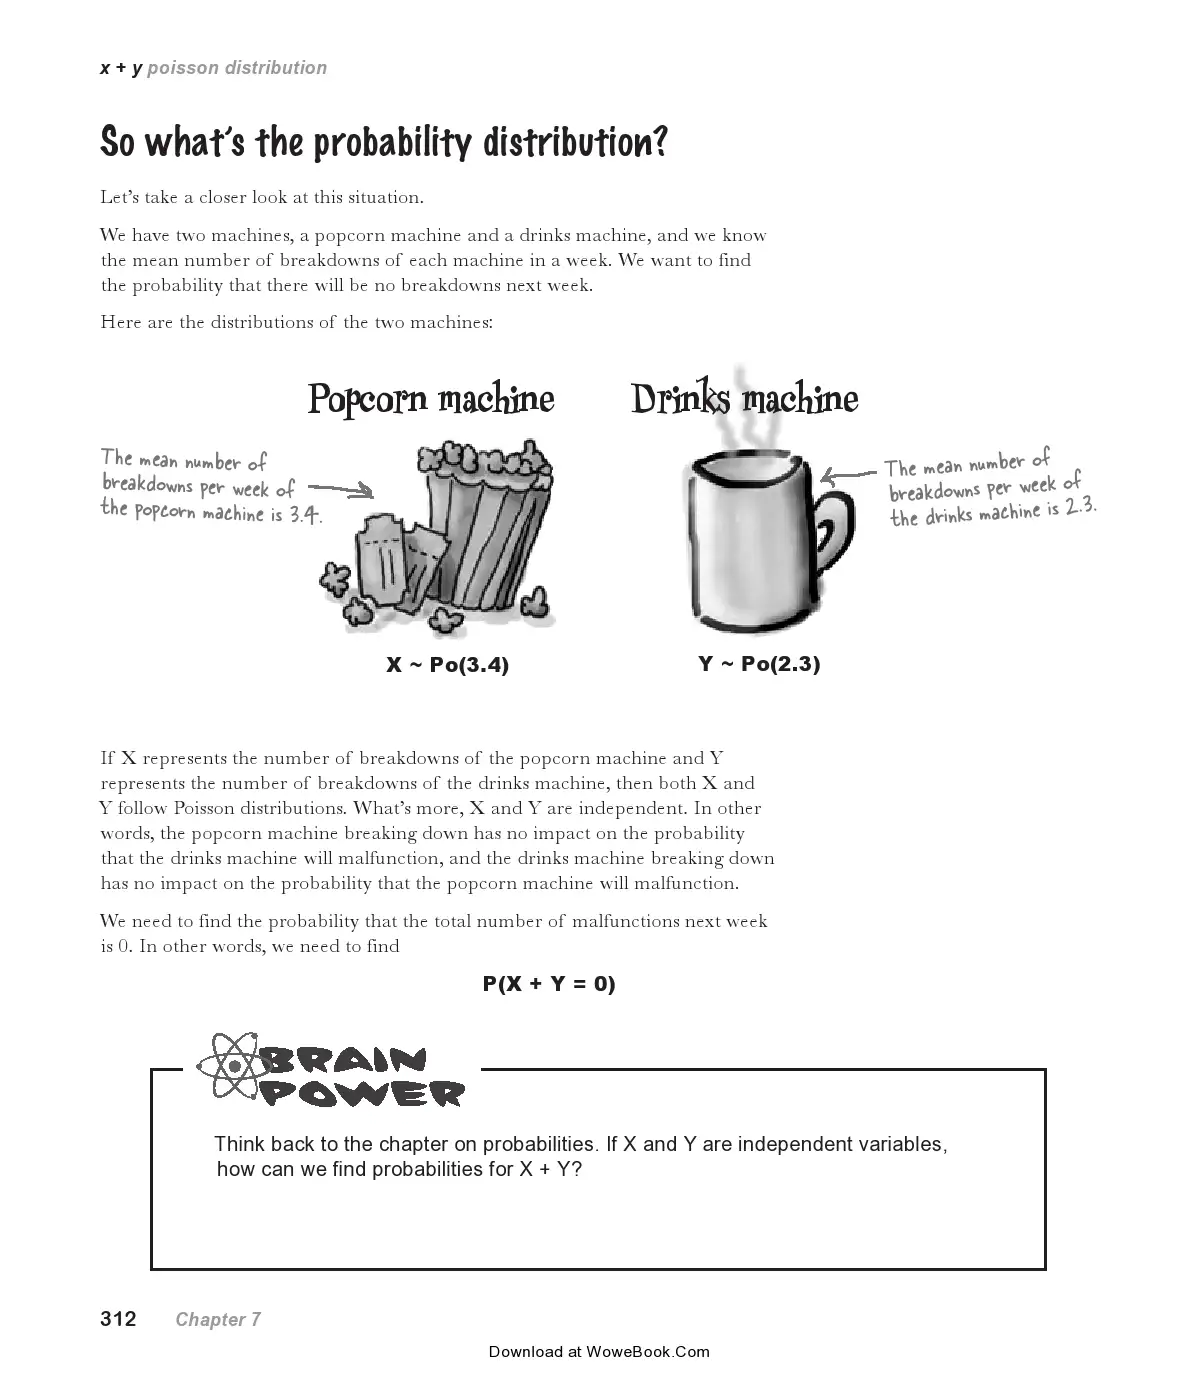 x + y poisson distribution
So what's the probability distribution?
Let's take a closer look at this situation.
We have two machines, a popcorn machine and a drinks machine, and we know
the mean number of breakdowns of each machine in a week. We want to find
the probability that there will be no breakdowns next week.
Here are the distributions of the two machines:
Popcorn machine
Drinks machine
The mean number of
breakdowns per week of
the popcorn machine is 3.4.
The mean number of
breakdowns per week of
the drinks machine is 2.3.
X ~ Po(3.4)
Y ~ Po(2.3)
If X represents the number of breakdowns of the popcorn machine and Y
represents the number of breakdowns of the drinks machine, then both X and
Y follow Poisson distributions. What's more, X and Y are independent. In other
words, the popcorn machine breaking down has no impact on the probability
that the drinks machine will malfunction, and the drinks machine breaking down
has no impact on the probability that the popcorn machine will malfunction.
We need to find the probability that the total number of malfunctions next week
is 0. In other words, we need to find
P(X + Y = 0)
BRAIN
POWER
Think back to the chapter on probabilities. If X and Y are independent variables,
how can we find probabilities for X + Y?
312 Chapter 7
Download at WoweBook.Com